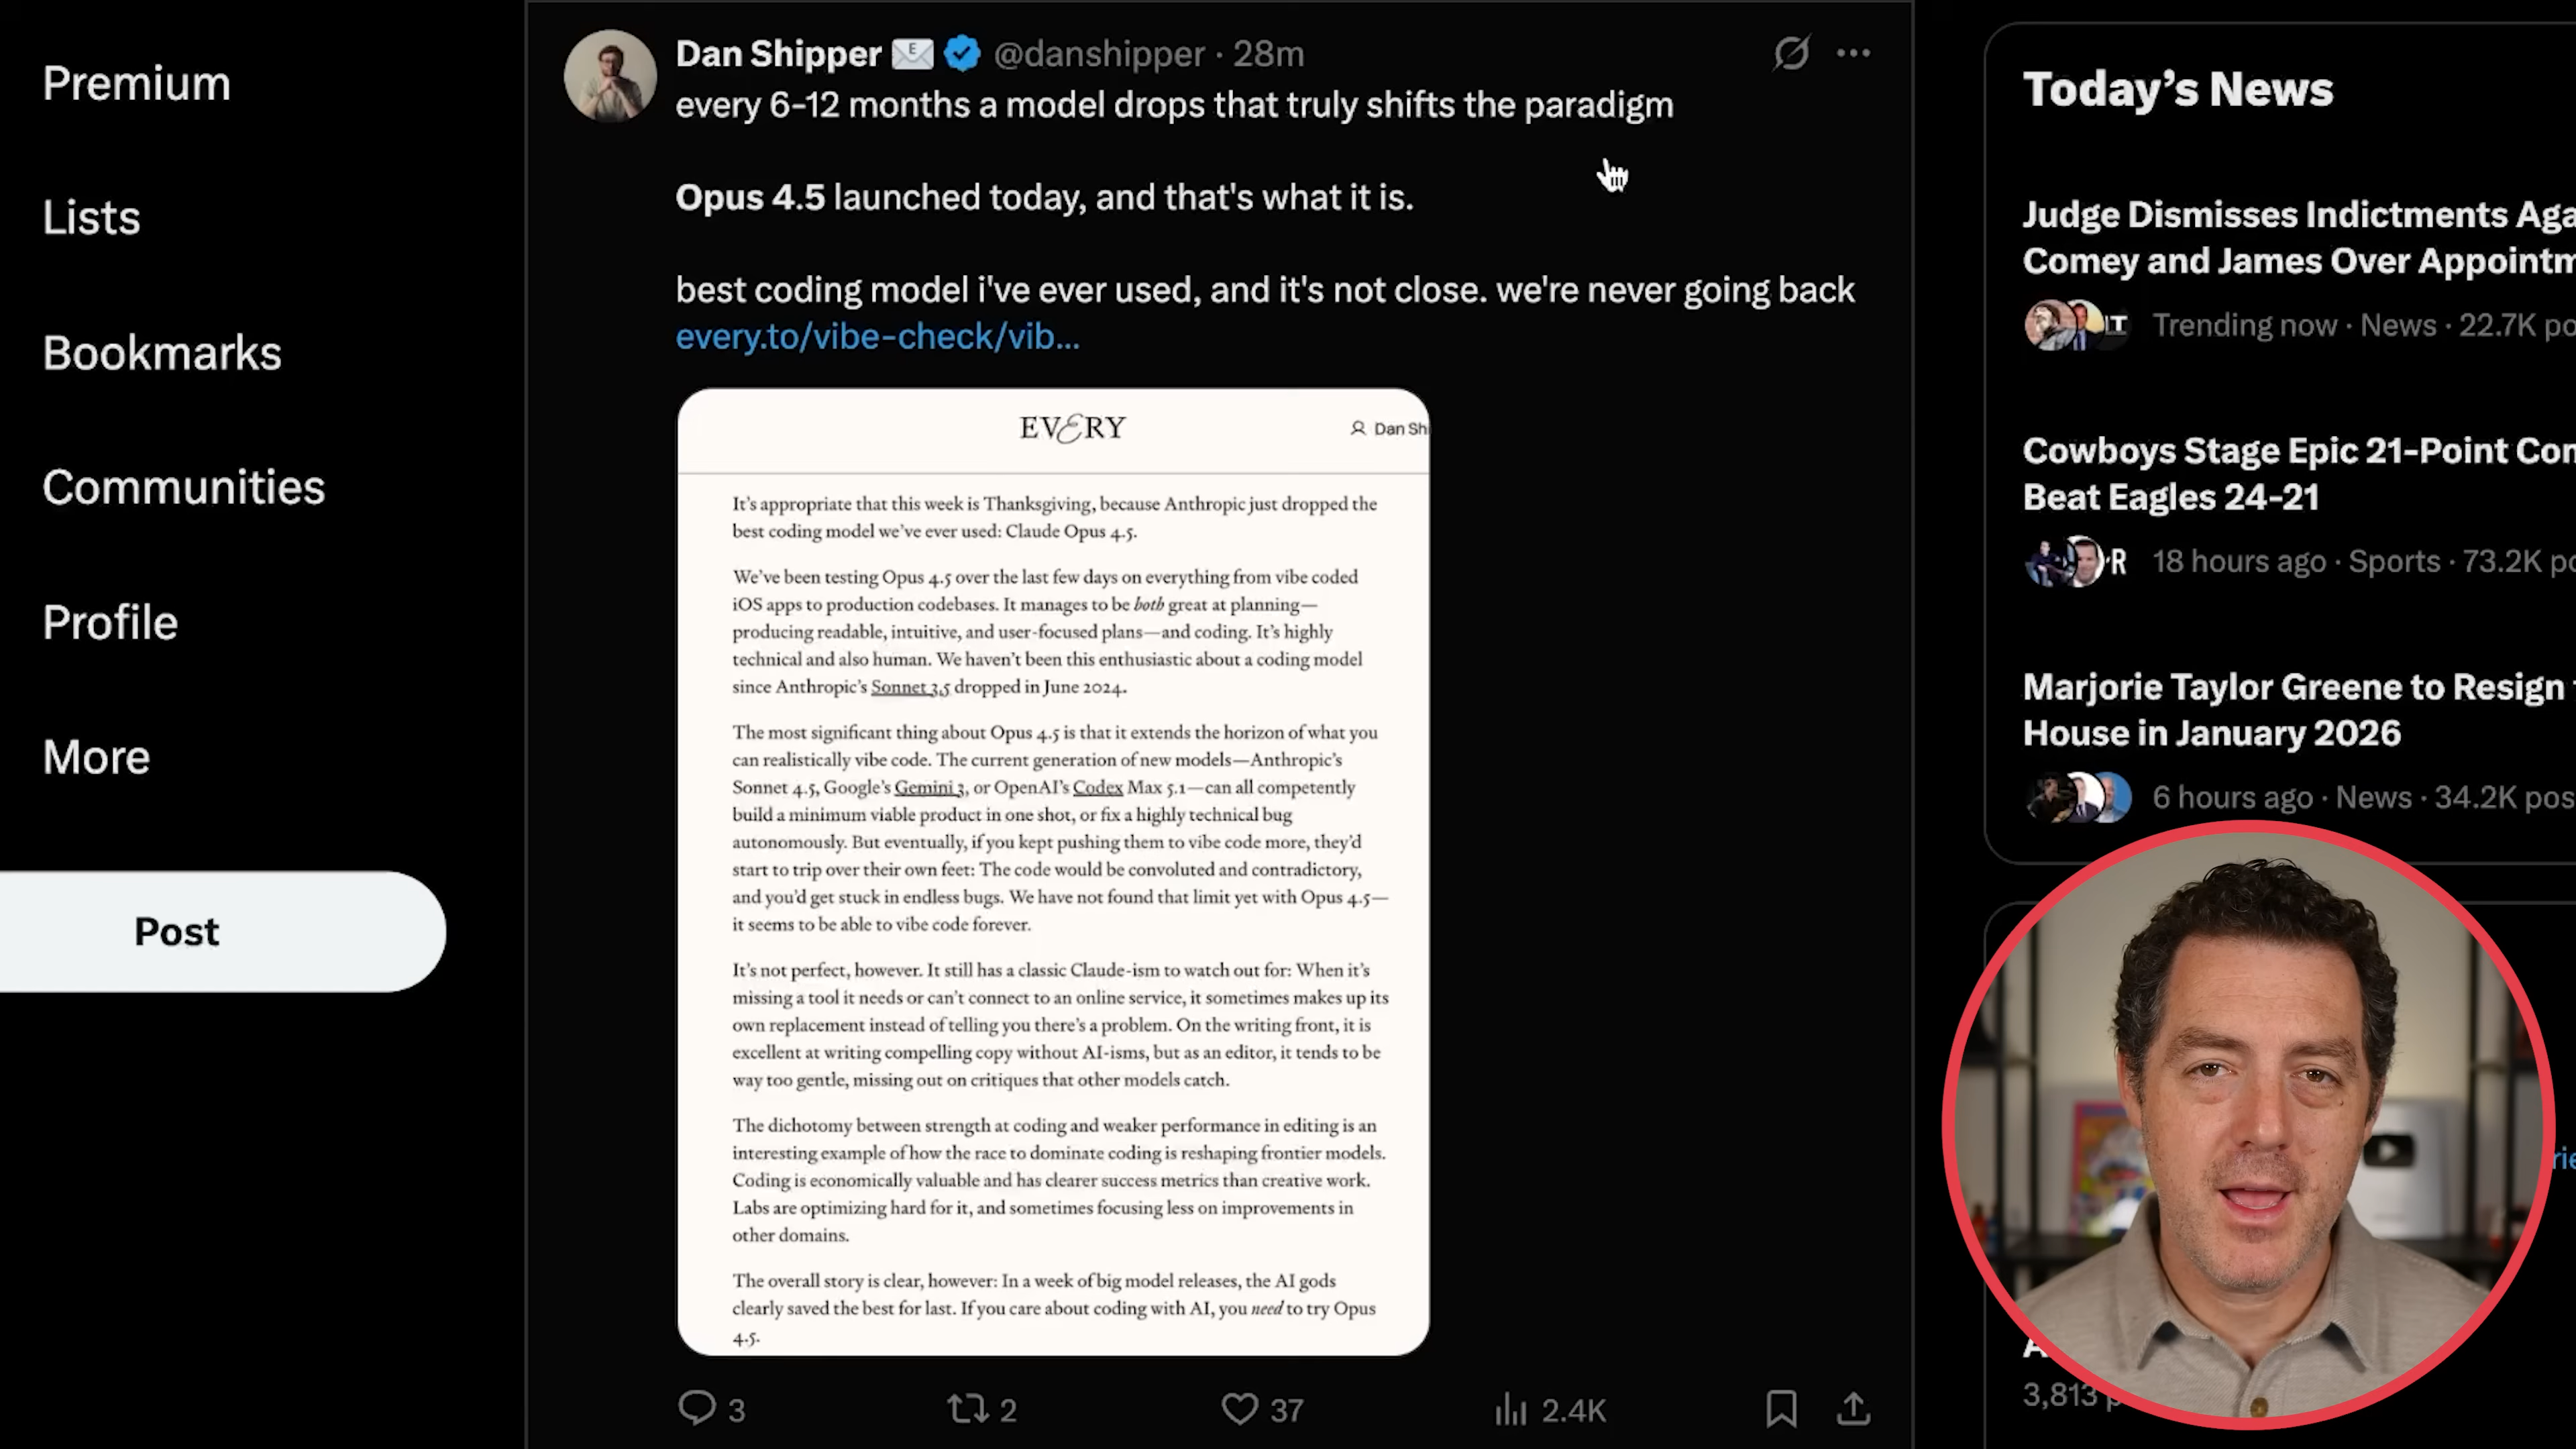 Premium
Lists
Bookmarks
Communities
Profile
More
Post
Dan Shipper E @danshipper · 28m
every 6-12 months a model drops that truly shifts the paradigm
Opus 4.5 launched today, and that's what it is.
best coding model i've ever used, and it's not close. we're never going back
every.to/vibe-check/vib...
EVERY
Dan Sh
It's appropriate that this week is Thanksgiving, because Anthropic just dropped the
best coding model we've ever used: Claude Opus 4.5.
We've been testing Opus 4.5 over the last few days on everything from vibe coded
iOS apps to production codebases. It manages to be both great at planning—
producing readable, intuitive, and user-focused plans—and coding. It's highly
technical and also human. We haven't been this enthusiastic about a coding model
since Anthropic's Sonnet 3.5 dropped in June 2024.
The most significant thing about Opus 4.5 is that it extends the horizon of what you
can realistically vibe code. The current generation of new models—Anthropic's
Sonnet 4.5, Google's Gemini 3, or OpenAI's Codex Max 5.1—can all competently
build a minimum viable product in one shot, or fix a highly technical bug
autonomously. But eventually, if you kept pushing them to vibe code more, they'd
start to trip over their own feet: The code would be convoluted and contradictory,
and you'd get stuck in endless bugs. We have not found that limit yet with Opus 4.5—
it seems to be able to vibe code forever.
It's not perfect, however. It still has a classic Claude-ism to watch out for: When it's
missing a tool it needs or can't connect to an online service, it sometimes makes up its
own replacement instead of telling you there's a problem. On the writing front, it is
excellent at writing compelling copy without AI-isms, but as an editor, it tends to be
way too gentle, missing out on critiques that other models catch.
The dichotomy between strength at coding and weaker performance in editing is an
interesting example of how the race to dominate coding is reshaping frontier models.
Coding is economically valuable and has clearer success metrics than creative work.
Labs are optimizing hard for it, and sometimes focusing less on improvements in
other domains.
The overall story is clear, however: In a week of big model releases, the AI gods
clearly saved the best for last. If you care about coding with AI, you need to try Opus
4.5.
3 2 37 2.4K
Today's News
Judge Dismisses Indictments Aga
Comey and James Over Appointm
Trending now · News · 22.7K po
Cowboys Stage Epic 21-Point Com
Beat Eagles 24-21
18 hours ago · Sports · 73.2K po
Marjorie Taylor Greene to Resign
House in January 2026
6 hours ago · News · 34.2K pos
3,813 p